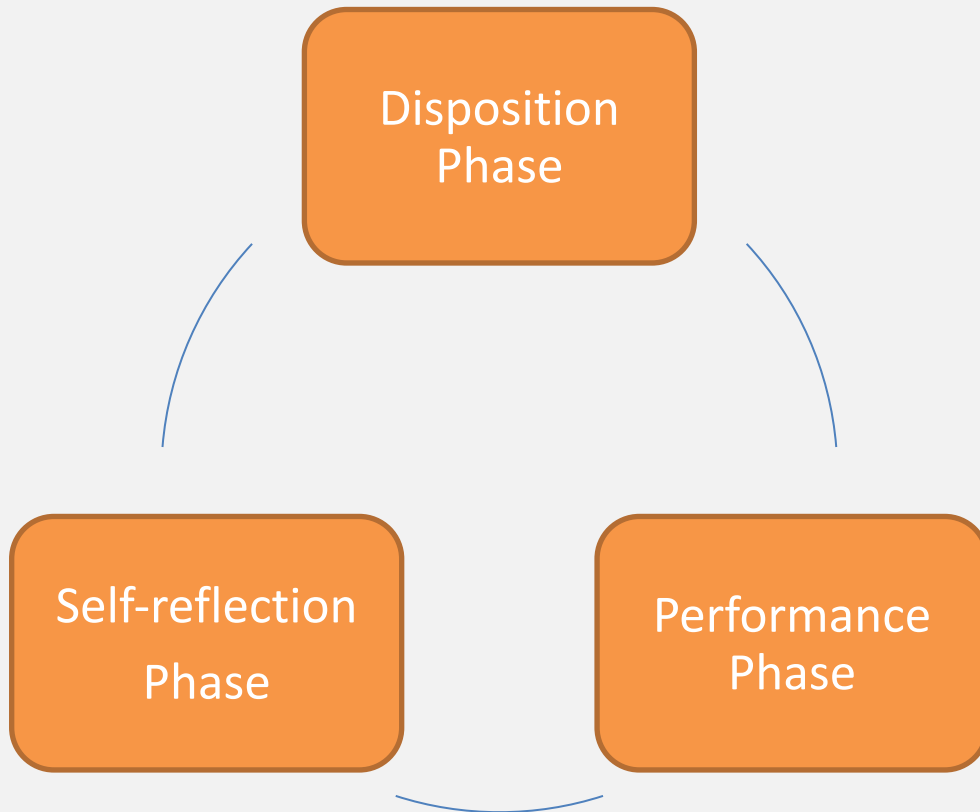 Disposition
Phase
Self-reflection
Phase
Performance
Phase